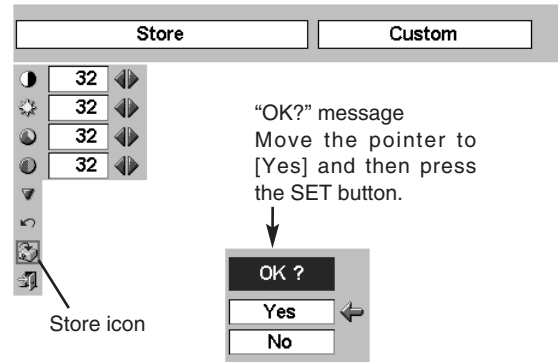 Store Custom
32
32
32
32
“OK?” message
Move the pointer to
[Yes] and then press
the SET button.
OK ?
Yes
No
Store icon